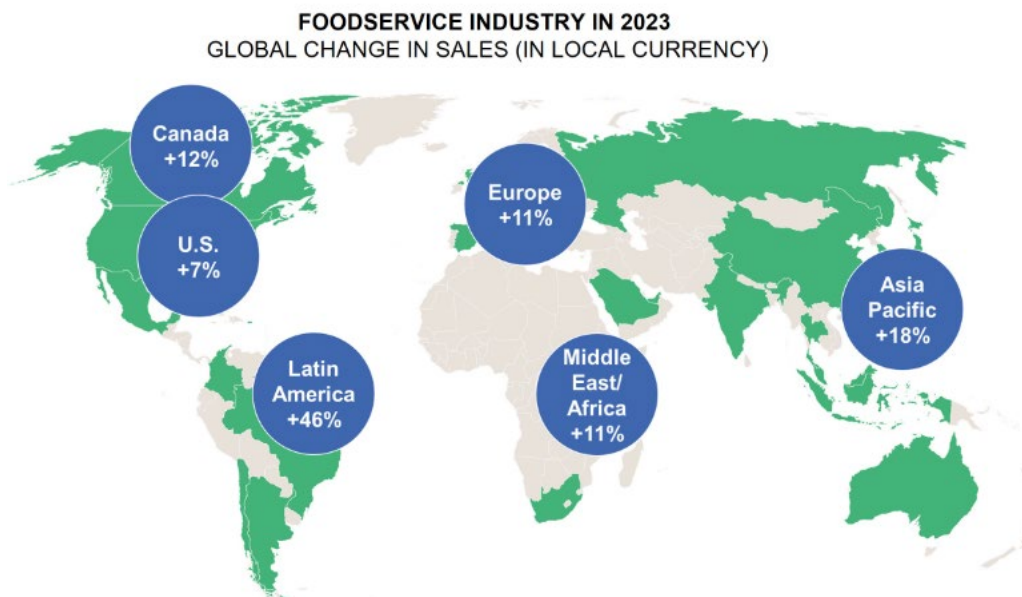 FOODSERVICE INDUSTRY IN 2023
GLOBAL CHANGE IN SALES (IN LOCAL CURRENCY)
Canada
+12%
U.S.
+7%
Latin
America
+46%
Europe
+11%
Middle
East/
Africa
+11%
Asia
Pacific
+18%